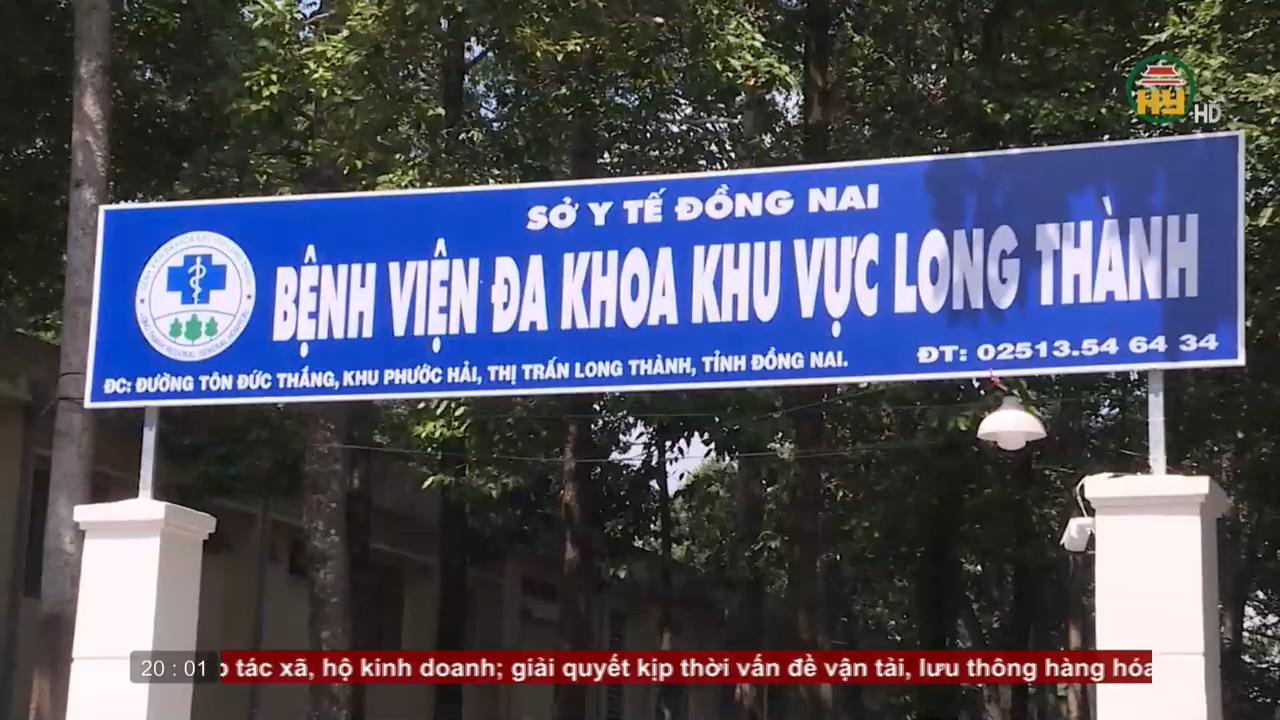 HY HD
SỞ Y TẾ ĐỒNG NAI
BỆNH VIỆN ĐA KHOA KHU VỰC LONG THÀNH
ĐC: ĐƯỜNG TÔN ĐỨC THẮNG, KHU PHƯỚC HẢI, THỊ TRẤN LONG THÀNH, TỈNH ĐỒNG NAI.
ĐT: 02513.54 64 34
20 : 01
tác xã, hộ kinh doanh; giải quyết kịp thời vấn đề vận tải, lưu thông hàng hóa